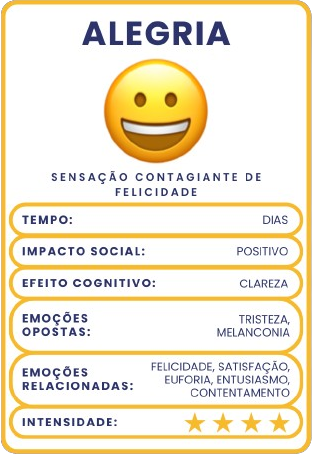 ALEGRIA
SENSAÇÃO CONTAGIANTE DE
FELICIDADE
TEMPO: DIAS
IMPACTO SOCIAL: POSITIVO
EFEITO COGNITIVO: CLAREZA
EMOÇÕES
OPOSTAS:
TRISTEZA,
MELANCONIA
EMOÇÕES
RELACIONADAS:
FELICIDADE, SATISFAÇÃO,
EUFORIA, ENTUSIASMO,
CONTENTAMENTO
INTENSIDADE: